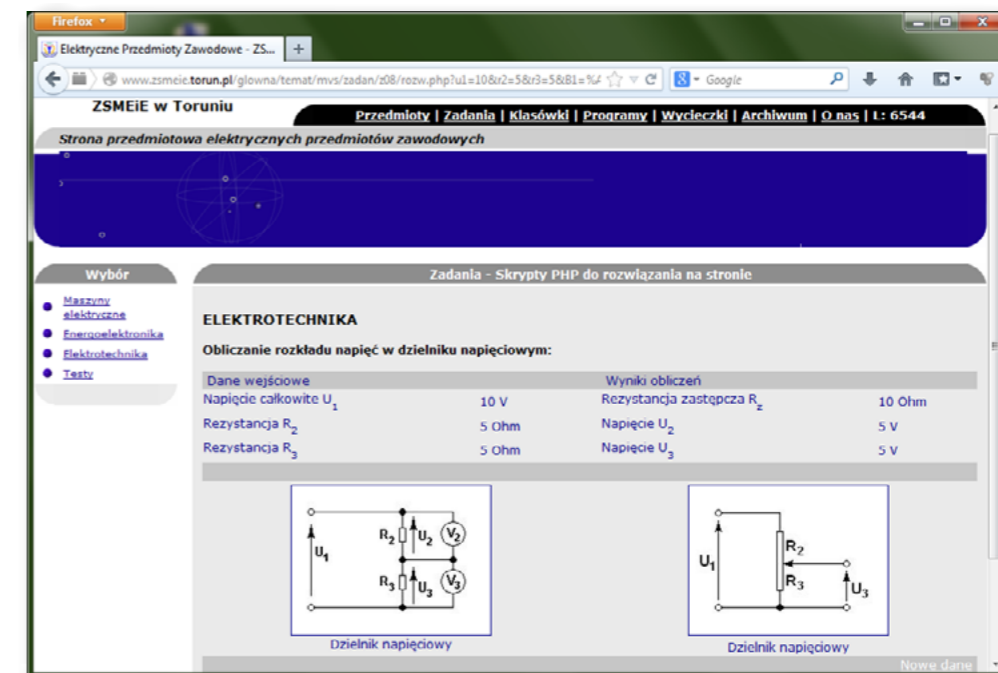 Firefox
Elektryczne Przedmioty Zawodowe - ZS...
www.zsmeie.torun.pl/glowna/temat/mvs/zadan/z08/rozw.php?u1=10&r2=5&r3=5&B1=%
Google
ZSMEiE w Toruniu
Przedmioty | Zadania | Klasówki | Programy | Wycieczki | Archiwum | O nas | L: 6544
Strona przedmiotowa elektrycznych przedmiotów zawodowych
Wybór
Zadania - Skrypty PHP do rozwiązania na stronie
Maszyny
elektryczne
Energoelektronika
Elektrotechnika
Testy
ELEKTROTECHNIKA
Obliczanie rozkładu napięć w dzielniku napięciowym:
Dane wejściowe Wyniki obliczeń
Napięcie całkowite U1 10 V Rezystancja zastępcza Rz 10 Ohm
Rezystancja R2 5 Ohm Napięcie U2 5 V
Rezystancja R3 5 Ohm Napięcie U3 5 V
U1 R2 U2 V2
R3 U3 V3
U1 R2
R3 U3
Dzielnik napięciowy
Dzielnik napięciowy
Nowe dane